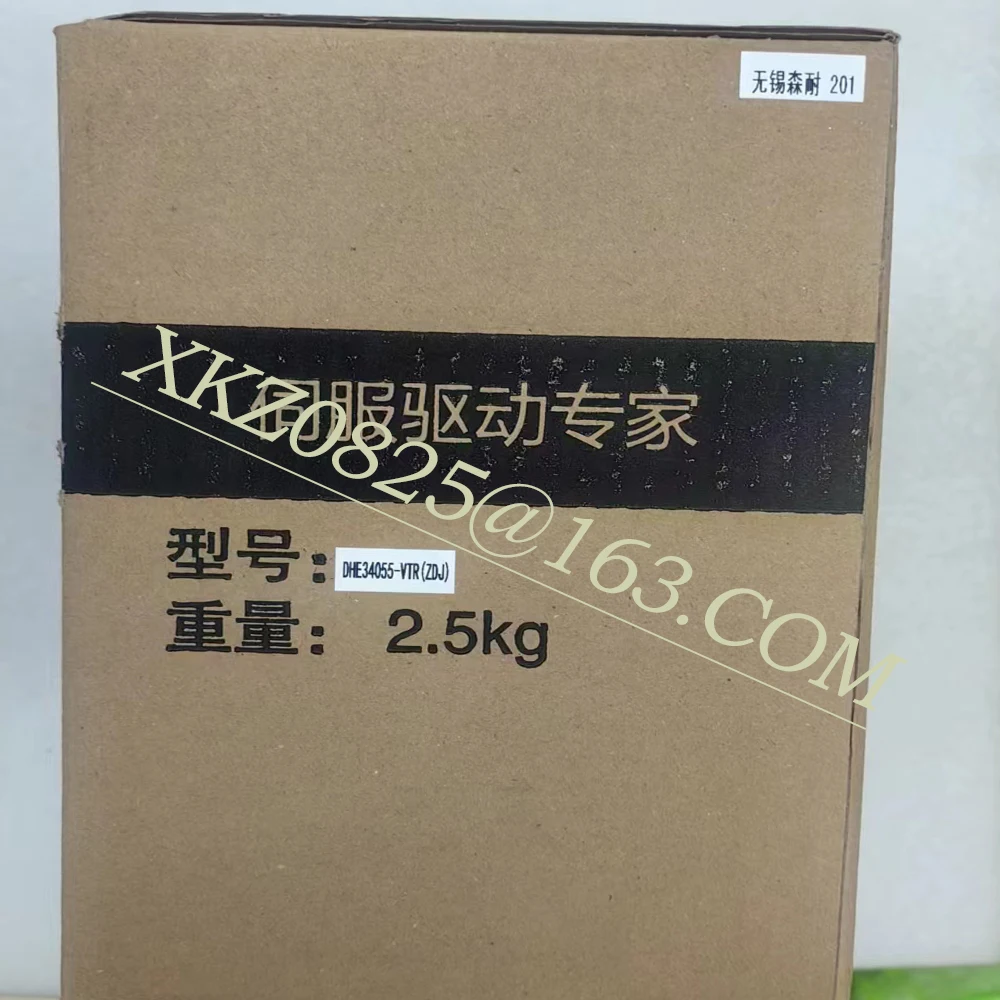 无锡森耐 201
伺服驱动专家
XKZ0825@163.COM
型号: DHE34055-VTR(ZDJ)
重量: 2.5kg